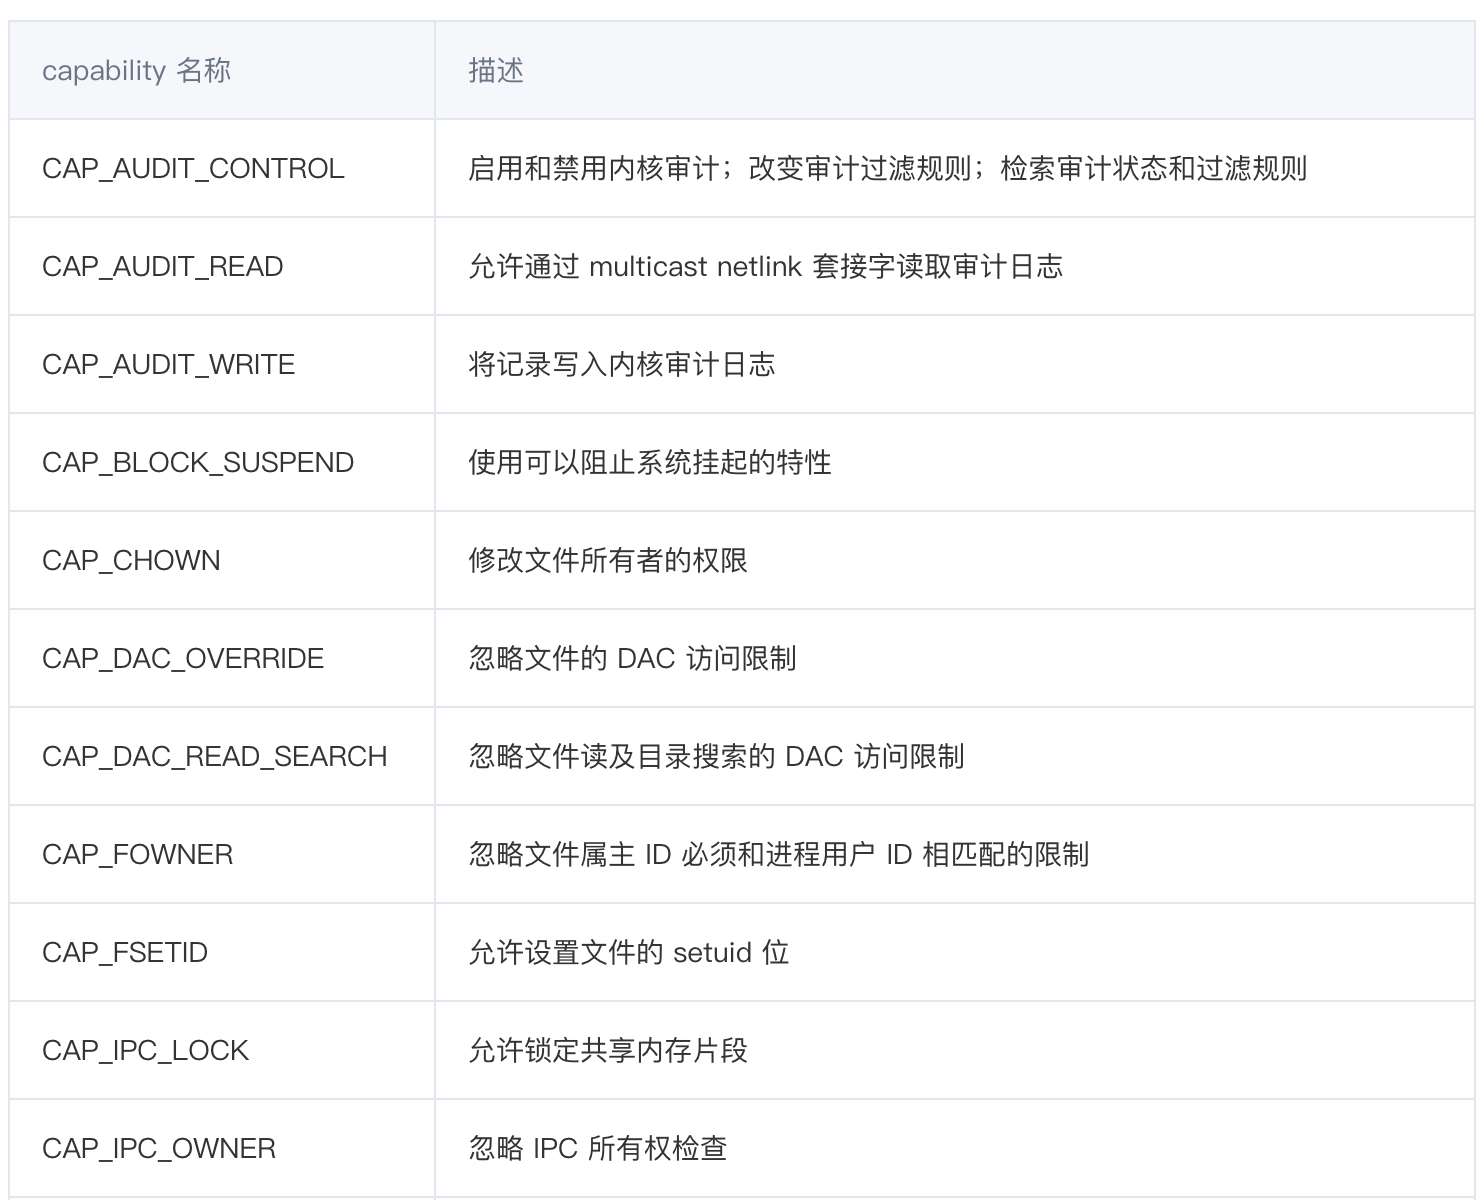 capability 名称 描述
CAP_AUDIT_CONTROL 启用和禁用内核审计；改变审计过滤规则；检索审计状态和过滤规则
CAP_AUDIT_READ 允许通过 multicast netlink 套接字读取审计日志
CAP_AUDIT_WRITE 将记录写入内核审计日志
CAP_BLOCK_SUSPEND 使用可以阻止系统挂起的特性
CAP_CHOWN 修改文件所有者的权限
CAP_DAC_OVERRIDE 忽略文件的 DAC 访问限制
CAP_DAC_READ_SEARCH 忽略文件读及目录搜索的 DAC 访问限制
CAP_FOWNER 忽略文件属主 ID 必须和进程用户 ID 相匹配的限制
CAP_FSETID 允许设置文件的 setuid 位
CAP_IPC_LOCK 允许锁定共享内存片段
CAP_IPC_OWNER 忽略 IPC 所有权检查